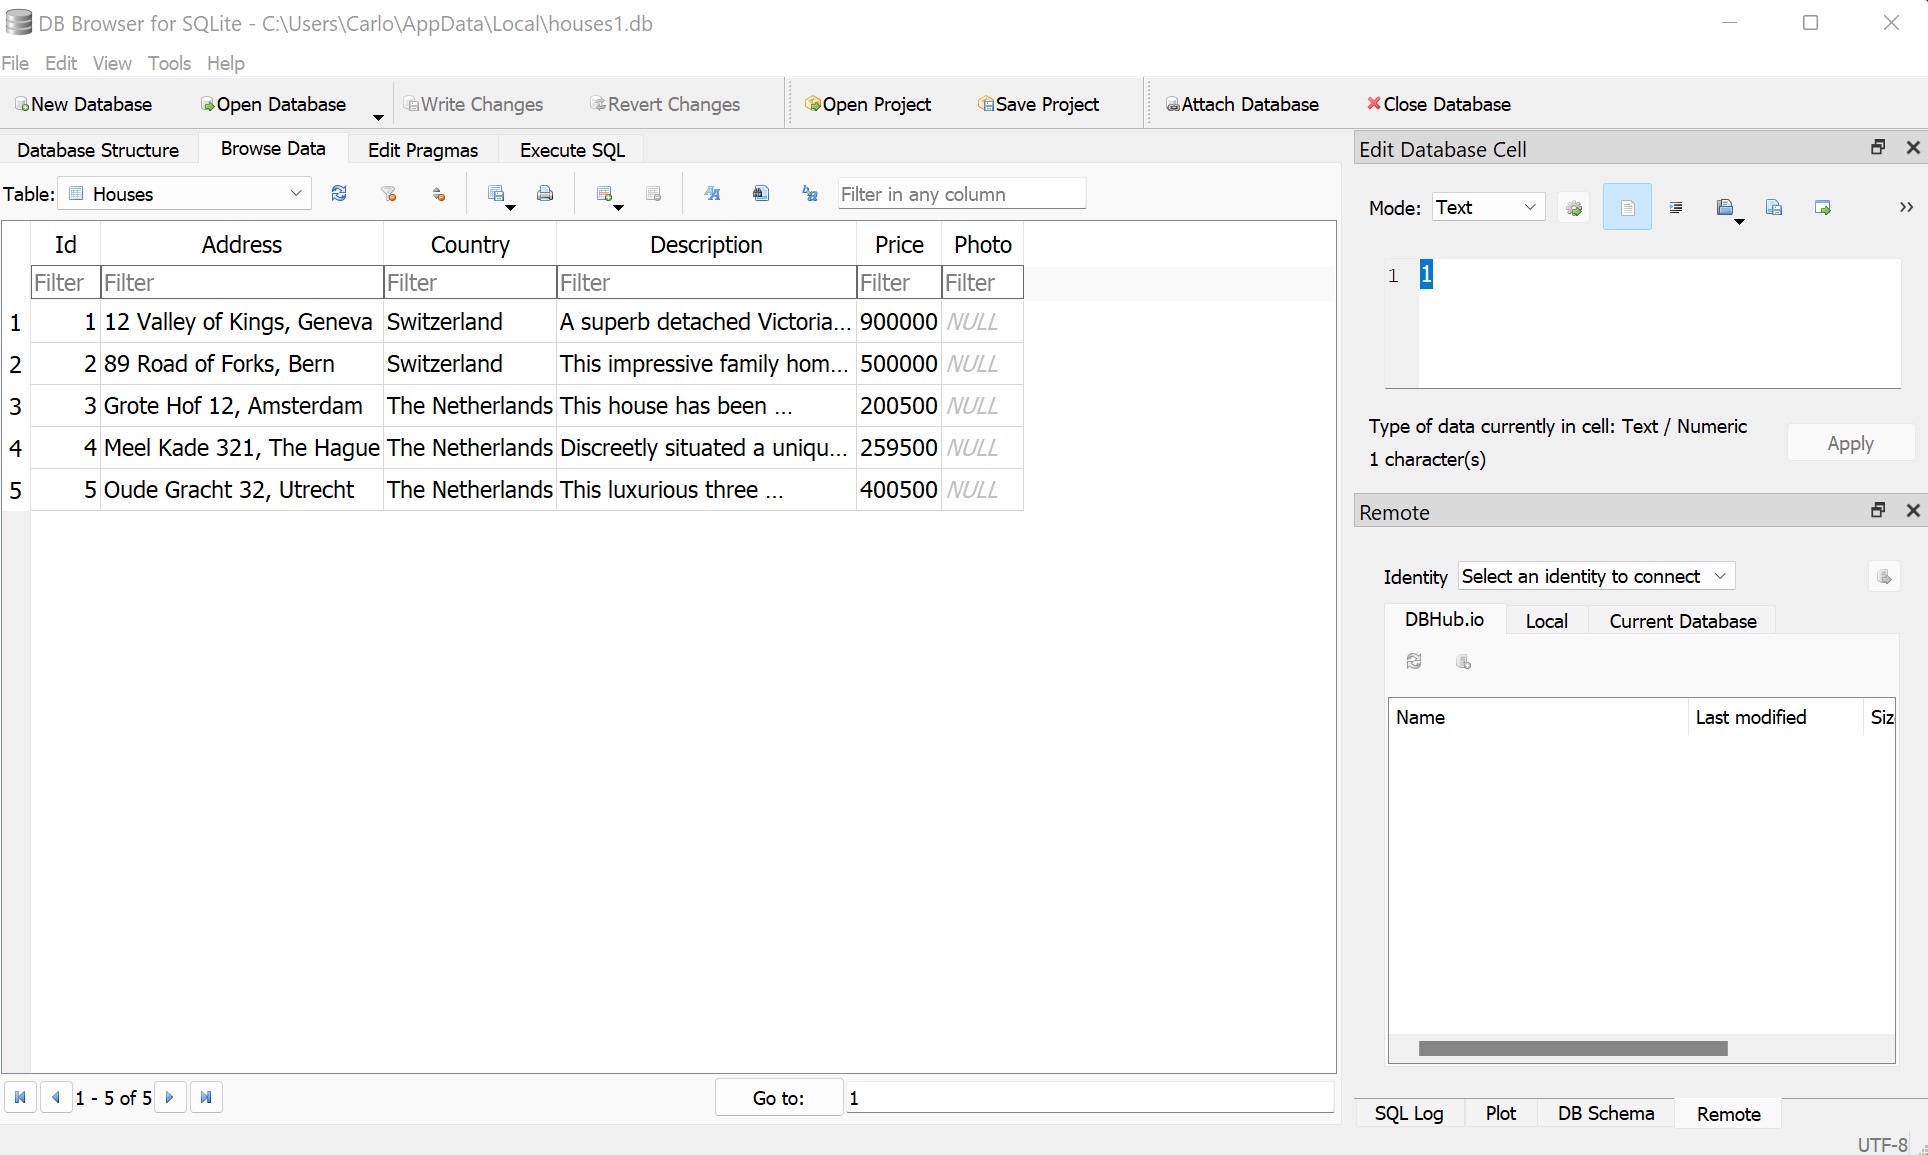 DB Browser for SQLite - C:\Users\Carlo\AppData\Local\houses1.db
File Edit View Tools Help
New Database Open Database Write Changes Revert Changes Open Project Save Project Attach Database Close Database
Database Structure Browse Data Edit Pragmas Execute SQL
Table: Houses Filter in any column
Id Address Country Description Price Photo
Filter Filter Filter Filter Filter Filter
1 1 12 Valley of Kings, Geneva Switzerland A superb detached Victoria... 900000 NULL
2 2 89 Road of Forks, Bern Switzerland This impressive family hom... 500000 NULL
3 3 Grote Hof 12, Amsterdam The Netherlands This house has been ... 200500 NULL
4 4 Meel Kade 321, The Hague The Netherlands Discreetly situated a uniqu... 259500 NULL
5 5 Oude Gracht 32, Utrecht The Netherlands This luxurious three ... 400500 NULL
1 - 5 of 5 Go to: 1
Edit Database Cell
Mode: Text
1 1
Type of data currently in cell: Text / Numeric
1 character(s)
Apply
Remote
Identity Select an identity to connect
DBHub.io Local Current Database
Name Last modified Siz
SQL Log Plot DB Schema Remote
UTF-8